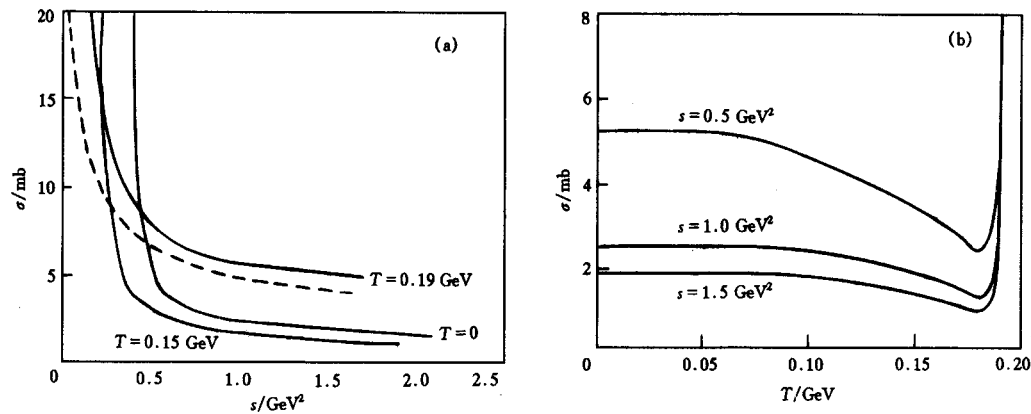 (a)
20
15
10
5
σ/mb
T = 0.19 GeV
T = 0
T = 0.15 GeV
0 0.5 1.0 1.5 2.0 2.5
s/GeV²
(b)
8
6
4
2
0
σ/mb
s = 0.5 GeV²
s = 1.0 GeV²
s = 1.5 GeV²
0 0.05 0.10 0.15 0.20
T/GeV